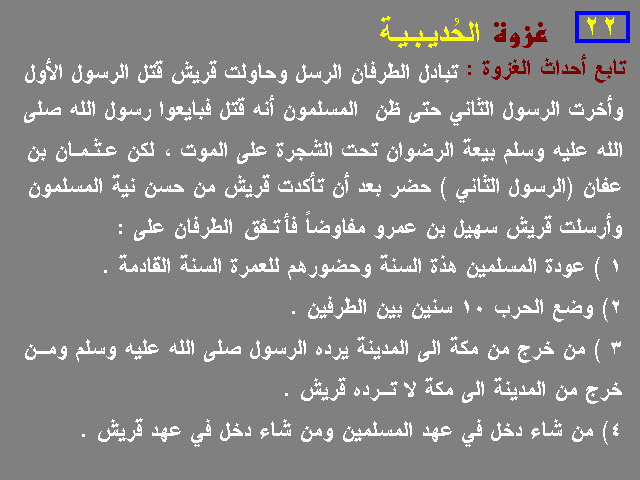 ٢٢
غزوة الحُديبـيـة
تابع أحداث الغزوة : تبادل الطرفان الرسل وحاولت قريش قتل الرسول الأول
وأخرت الرسول الثاني حتى ظن المسلمون أنه قتل فبايعوا رسول الله صلى
الله عليه وسلم بيعة الرضوان تحت الشجرة على الموت ، لكن عـثـمـان بن
عفان (الرسول الثاني ) حضر بعد أن تأكدت قريش من حسن نية المسلمون
وأرسلت قريش سهيل بن عمرو مفاوضاً فأتـفق الطرفان على :
١ ) عودة المسلمين هذة السنة وحضورهم للعمرة السنة القادمة .
٢) وضع الحرب ١٠ سنين بين الطرفين .
٣ ) من خرج من مكة الى المدينة يرده الرسول صلى الله عليه وسلم ومــن
خرج من المدينة الى مكة لا تــرده قريش .
٤) من شاء دخل في عهد المسلمين ومن شاء دخل في عهد قريش .